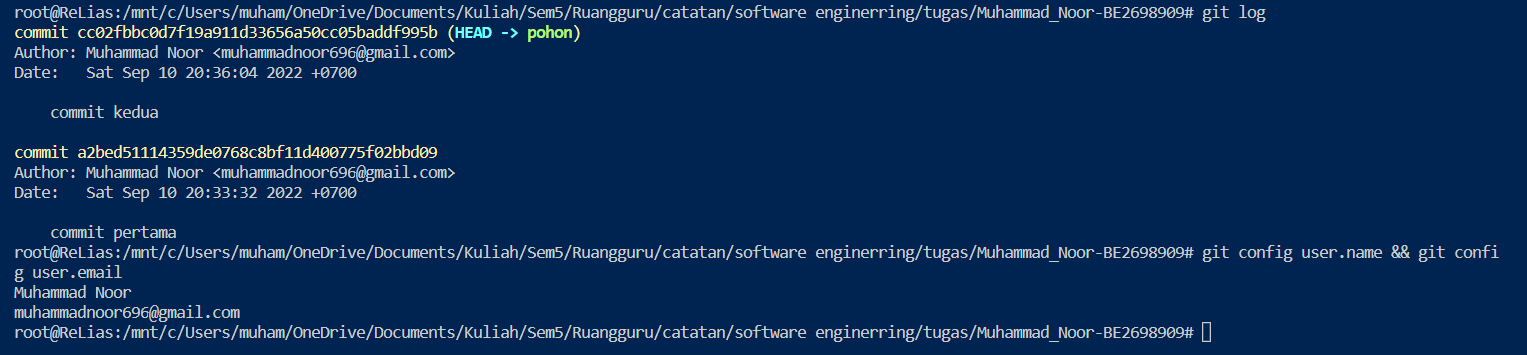 root@ReLias:/mnt/c/Users/muham/OneDrive/Documents/Kuliah/Sem5/Ruangguru/catatan/software enginerring/tugas/Muhammad_Noor-BE2698909# git log
commit cc02fbbc0d7f19a911d33656a50cc05baddf995b (HEAD -> pohon)
Author: Muhammad Noor <muhammadnoor696@gmail.com>
Date:   Sat Sep 10 20:36:04 2022 +0700
    commit kedua
commit a2bed51114359de0768c8bf11d400775f02bbd09
Author: Muhammad Noor <muhammadnoor696@gmail.com>
Date:   Sat Sep 10 20:33:32 2022 +0700
    commit pertama
root@ReLias:/mnt/c/Users/muham/OneDrive/Documents/Kuliah/Sem5/Ruangguru/catatan/software enginerring/tugas/Muhammad_Noor-BE2698909# git config user.name && git confi
g user.email
Muhammad Noor
muhammadnoor696@gmail.com
root@ReLias:/mnt/c/Users/muham/OneDrive/Documents/Kuliah/Sem5/Ruangguru/catatan/software enginerring/tugas/Muhammad_Noor-BE2698909#